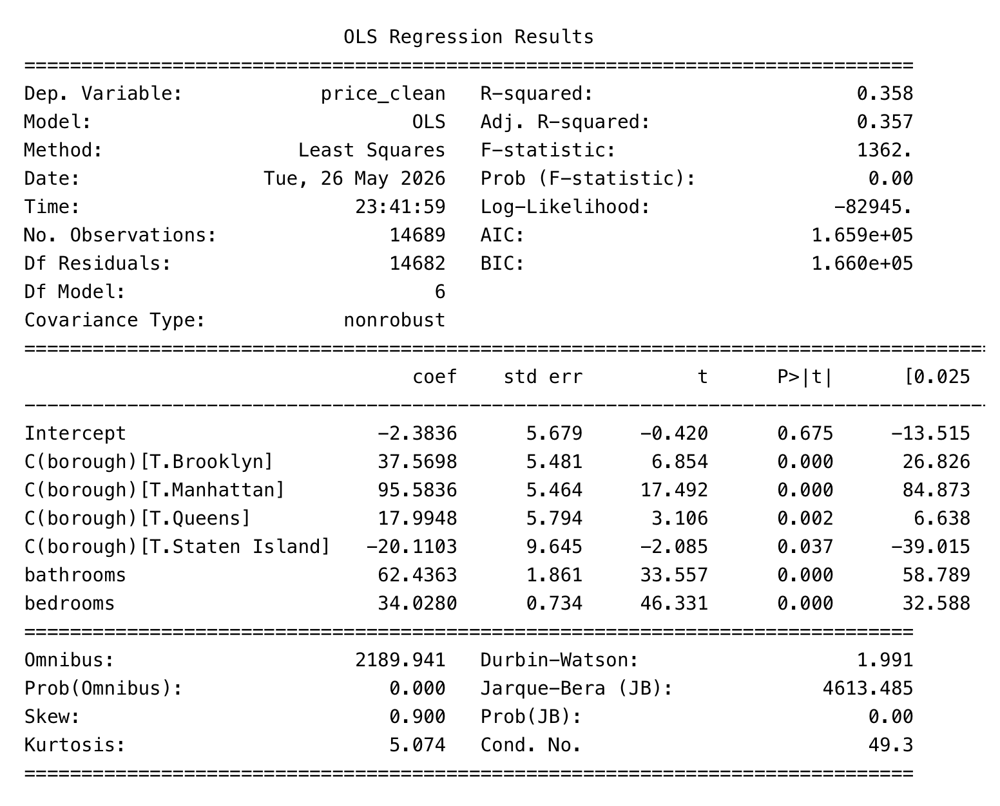 OLS Regression Results
==============================================================================
Dep. Variable:            price_clean   R-squared:                       0.358
Model:                            OLS   Adj. R-squared:                  0.357
Method:                 Least Squares   F-statistic:                     1362.
Date:                Tue, 26 May 2026   Prob (F-statistic):               0.00
Time:                        23:41:59   Log-Likelihood:                -82945.
No. Observations:               14689   AIC:                         1.659e+05
Df Residuals:                   14682   BIC:                         1.660e+05
Df Model:                           6
Covariance Type:            nonrobust
====================================================================================
                                  coef    std err          t      P>|t|      [0.025
------------------------------------------------------------------------------------
Intercept                      -2.3836      5.679     -0.420      0.675     -13.515
C(borough)[T.Brooklyn]         37.5698      5.481      6.854      0.000      26.826
C(borough)[T.Manhattan]        95.5836      5.464     17.492      0.000      84.873
C(borough)[T.Queens]           17.9948      5.794      3.106      0.002       6.638
C(borough)[T.Staten Island]   -20.1103      9.645     -2.085      0.037     -39.015
bathrooms                      62.4363      1.861     33.557      0.000      58.789
bedrooms                       34.0280      0.734     46.331      0.000      32.588
==============================================================================
Omnibus:                     2189.941   Durbin-Watson:                   1.991
Prob(Omnibus):                  0.000   Jarque-Bera (JB):             4613.485
Skew:                           0.900   Prob(JB):                         0.00
Kurtosis:                       5.074   Cond. No.                         49.3
==============================================================================